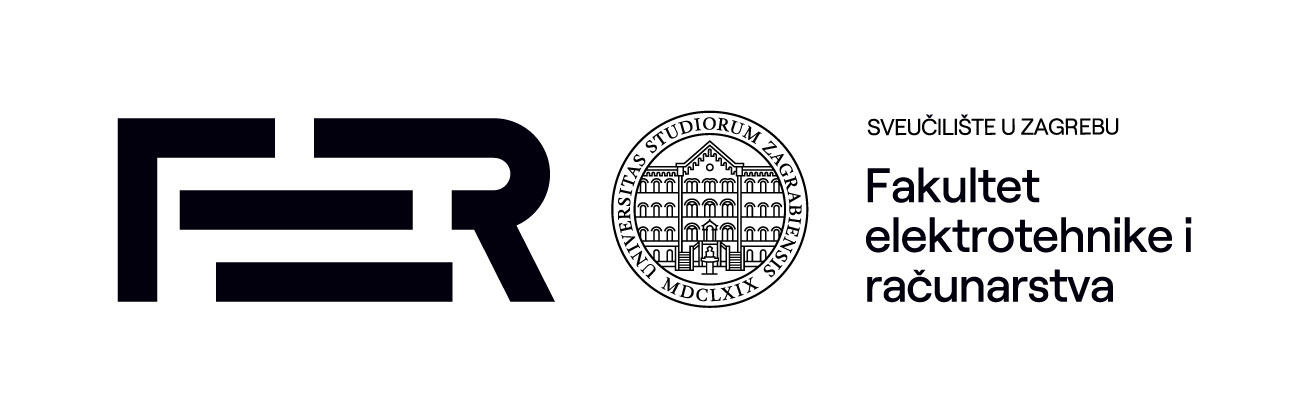 FER
UNIVERSITAS STUDIORUM ZAGRABIENSIS
MDCLXIX
SVEUČILIŠTE U ZAGREBU
Fakultet
elektrotehnike i
računarstva